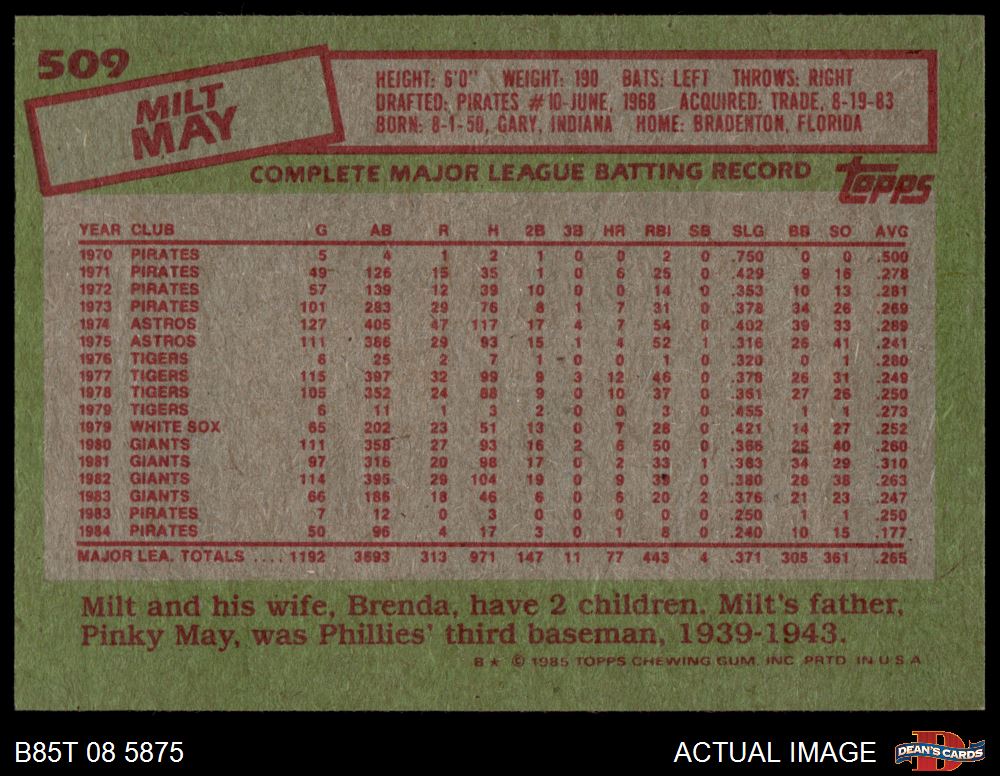 509
MILT
MAY
HEIGHT: 6'0" WEIGHT: 190 BATS: LEFT THROWS: RIGHT
DRAFTED: PIRATES #10-JUNE, 1968 ACQUIRED: TRADE, 8-19-83
BORN: 8-1-50, GARY, INDIANA HOME: BRADENTON, FLORIDA
COMPLETE MAJOR LEAGUE BATTING RECORD
Topps
YEAR CLUB G AB R H 2B 3B HR RBI SB SLG BB SO AVG
1970 PIRATES 5 4 1 2 1 0 0 2 0 .750 0 0 .500
1971 PIRATES 49 126 15 35 1 0 6 25 0 .429 9 16 .278
1972 PIRATES 57 139 12 39 10 0 0 14 0 .353 10 13 .281
1973 PIRATES 101 283 29 76 8 1 7 31 0 .378 34 26 .269
1974 ASTROS 127 405 47 117 17 4 7 54 0 .402 39 33 .289
1975 ASTROS 111 386 29 93 15 1 4 52 1 .316 26 41 .241
1976 TIGERS 6 25 2 7 1 0 0 1 0 .320 0 1 .280
1977 TIGERS 115 397 32 99 9 3 12 46 0 .378 26 31 .249
1978 TIGERS 105 352 24 88 9 0 10 37 0 .361 27 26 .250
1979 TIGERS 6 11 1 3 2 0 0 3 0 .455 1 1 .273
1979 WHITE SOX 65 202 23 51 13 0 7 28 0 .421 14 27 .252
1980 GIANTS 111 358 27 93 16 2 6 50 0 .366 25 40 .260
1981 GIANTS 97 316 20 98 17 0 2 33 1 .383 34 29 .310
1982 GIANTS 114 395 29 104 19 0 9 39 0 .380 28 38 .263
1983 GIANTS 66 186 18 46 6 0 6 20 2 .376 21 23 .247
1983 PIRATES 7 12 0 3 0 0 0 0 0 .250 1 1 .250
1984 PIRATES 50 96 4 17 3 0 1 8 0 .240 10 15 .177
MAJOR LEA. TOTALS .... 1192 3693 313 971 147 11 77 443 4 .371 305 361 .265
Milt and his wife, Brenda, have 2 children. Milt's father,
Pinky May, was Phillies' third baseman, 1939-1943.
B★ © 1985 TOPPS CHEWING GUM, INC. PRTD. IN U.S.A.
B85T 08 5875
ACTUAL IMAGE
D
DEAN'S CARDS